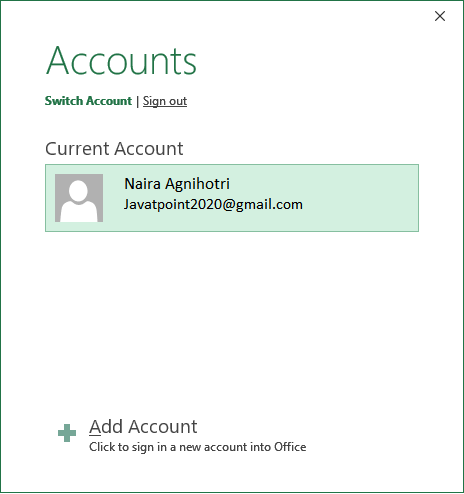 Accounts
Switch Account | Sign out
Current Account
Naira Agnihotri
Javatpoint2020@gmail.com
Add Account
Click to sign in a new account into Office